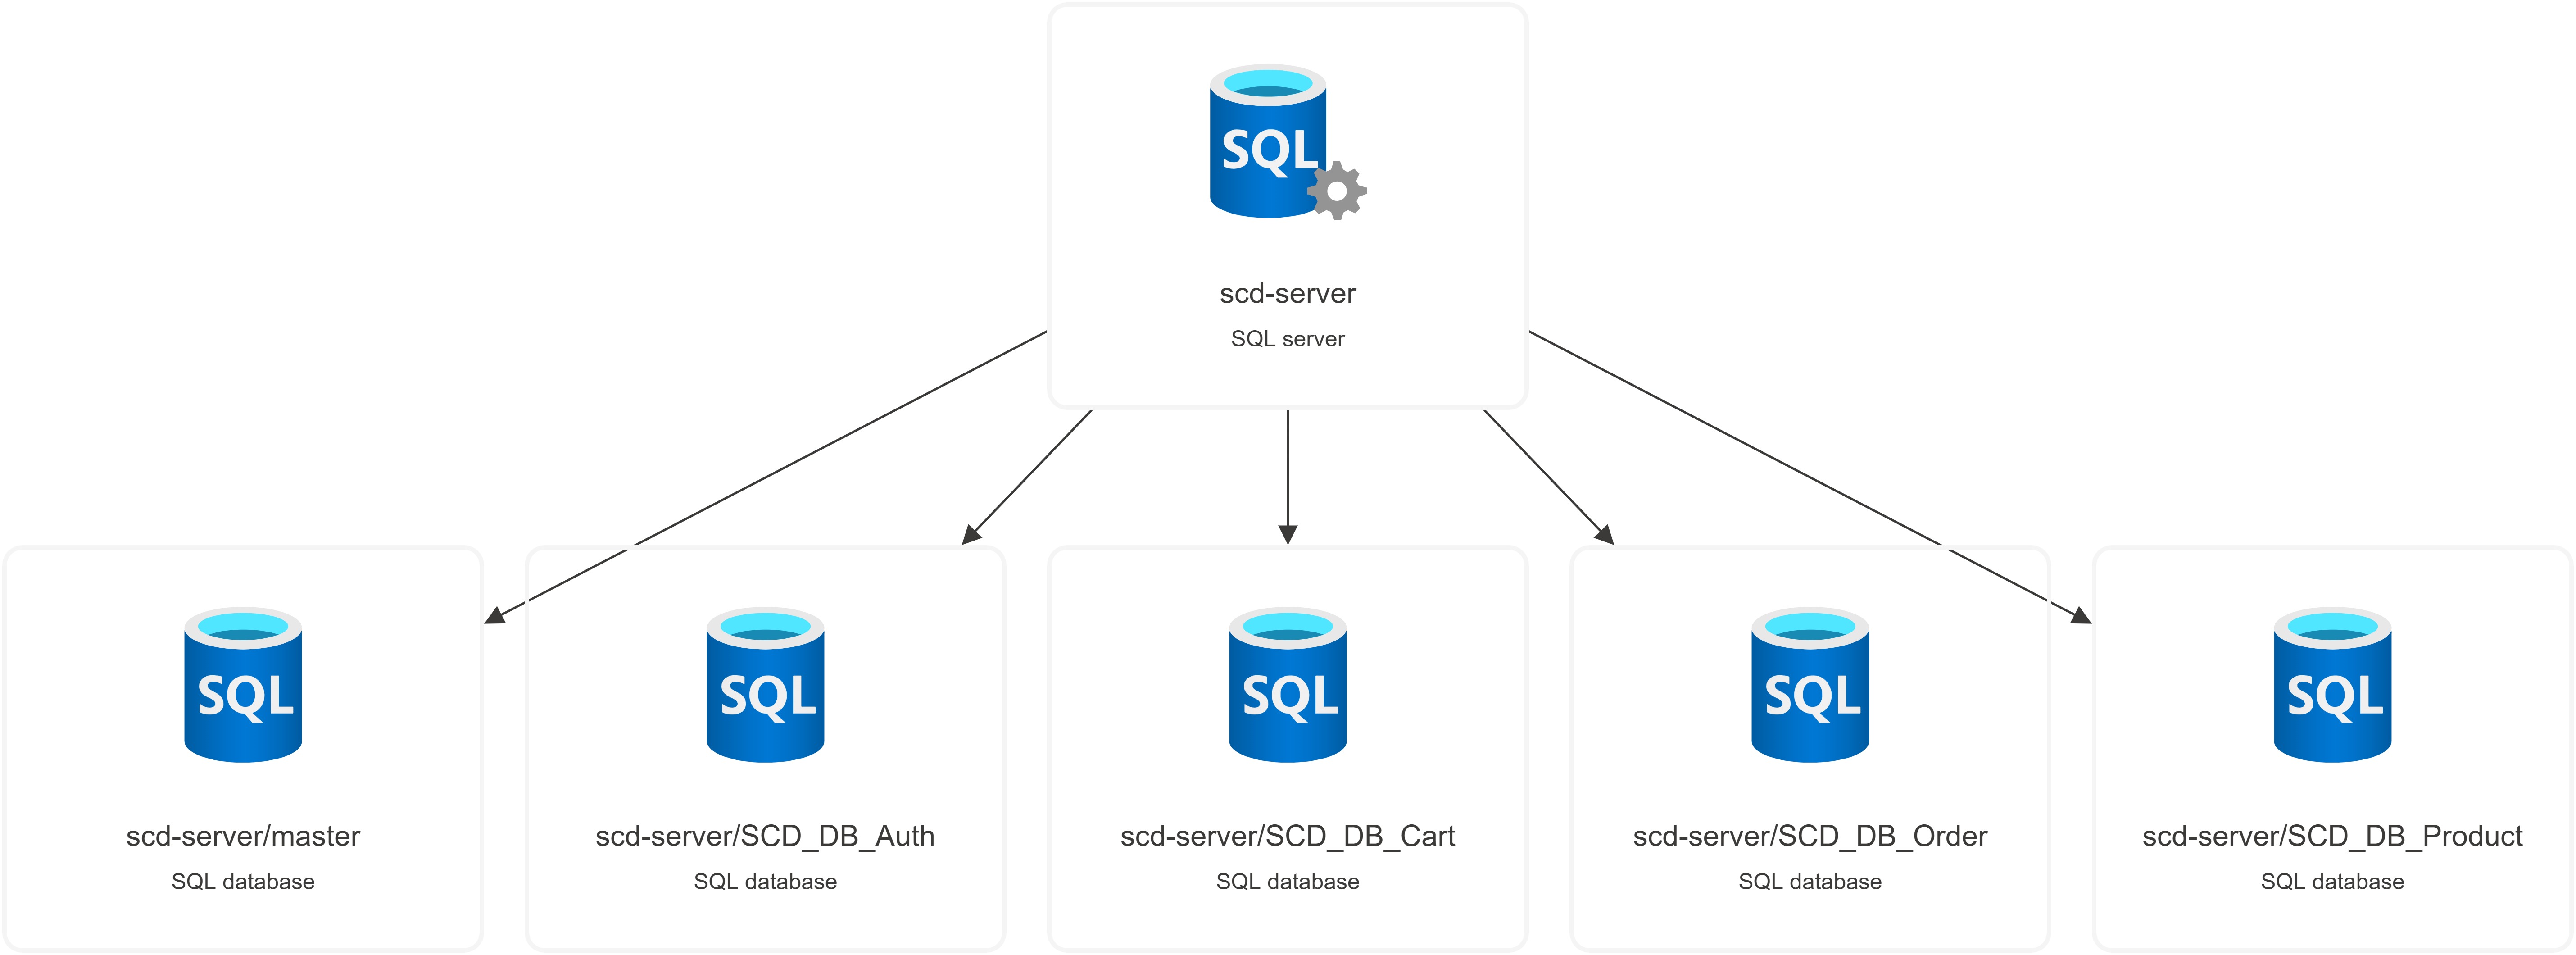 SQL
scd-server
SQL server
SQL
scd-server/master
SQL database
SQL
scd-server/SCD_DB_Auth
SQL database
SQL
scd-server/SCD_DB_Cart
SQL database
SQL
scd-server/SCD_DB_Order
SQL database
SQL
scd-server/SCD_DB_Product
SQL database